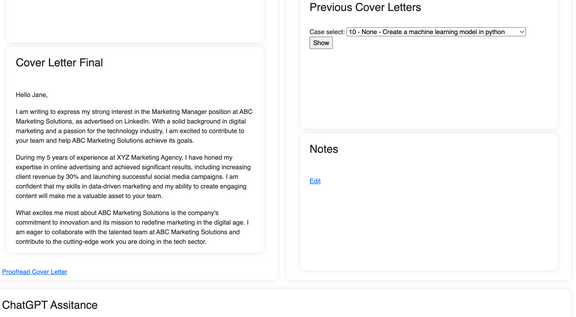 Cover Letter Final
Hello Jane,
I am writing to express my strong interest in the Marketing Manager position at ABC
Marketing Solutions, as advertised on LinkedIn. With a solid background in digital
marketing and a passion for the technology industry, I am excited to contribute to
your team and help ABC Marketing Solutions achieve its goals.
During my 5 years of experience at XYZ Marketing Agency, I have honed my
expertise in online advertising and achieved significant results, including increasing
client revenue by 30% and launching successful social media campaigns. I am
confident that my skills in data-driven marketing and my ability to create engaging
content will make me a valuable asset to your team.
What excites me most about ABC Marketing Solutions is the company's
commitment to innovation and its mission to redefine marketing in the digital age. I
am eager to collaborate with the talented team at ABC Marketing Solutions and
contribute to the cutting-edge work you are doing in the tech sector.
Proofread Cover Letter
Previous Cover Letters
Case select: 10 - None - Create a machine learning model in python
Show
Notes
Edit
ChatGPT Assitance